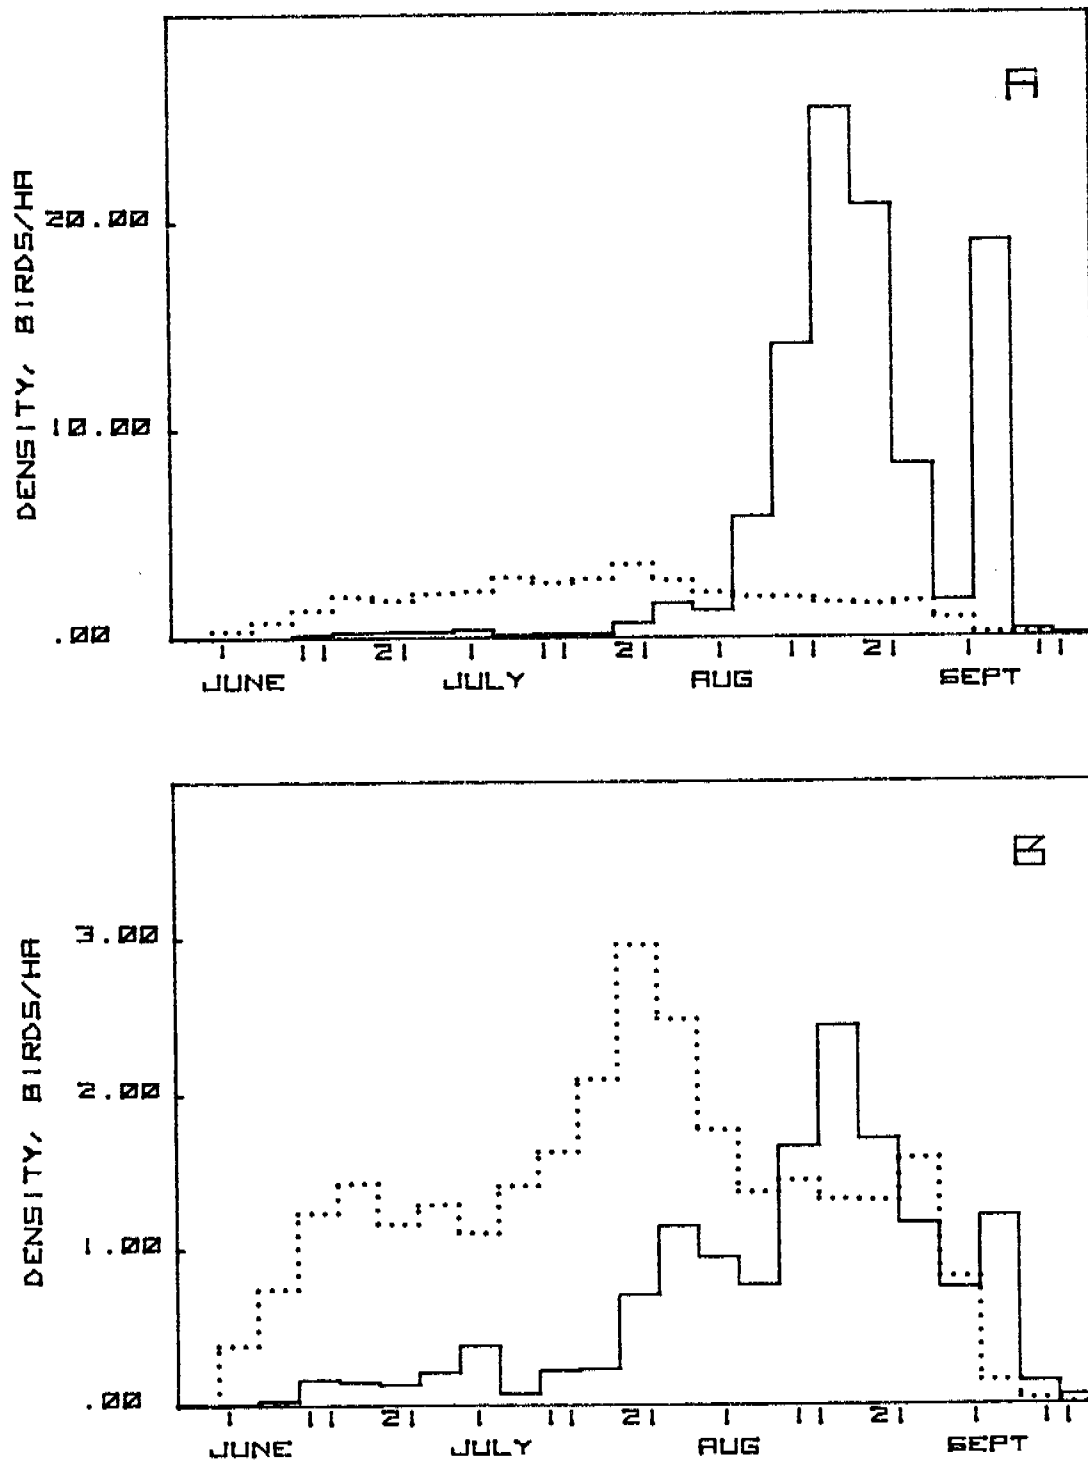 A
DENSITY, BIRDS/HA
20.00
10.00
.00
1 11 21 1 11 21 1 11 21 1 11
JUNE JULY AUG SEPT
B
DENSITY, BIRDS/HA
3.00
2.00
1.00
.00
1 11 21 1 11 21 1 11 21 1 11
JUNE JULY AUG SEPT